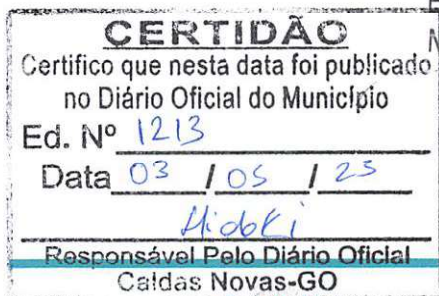 CERTIDÃO
Certifico que nesta data foi publicado
no Diário Oficial do Município
Ed. Nº 1213
Data 03 / 05 / 23
Responsável Pelo Diário Oficial
Caldas Novas-GO